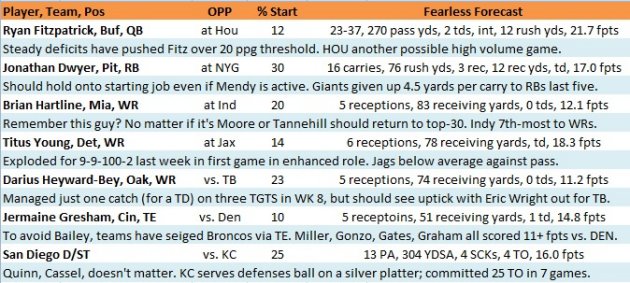 Player, Team, Pos OPP % Start Fearless Forecast
Ryan Fitzpatrick, Buf, QB at Hou 12 23-37, 270 pass yds, 2 tds, int, 12 rush yds, 21.7 fpts
Steady deficits have pushed Fitz over 20 ppg threshold. HOU another possible high volume game.
Jonathan Dwyer, Pit, RB at NYG 30 16 carries, 76 rush yds, 3 rec, 12 rec yds, td, 17.0 fpts
Should hold onto starting job even if Mendy is active. Giants given up 4.5 yards per carry to RBs last five.
Brian Hartline, Mia, WR at Ind 20 5 receptions, 83 receiving yards, 0 tds, 12.1 fpts
Remember this guy? No matter if it's Moore or Tannehill should return to top-30. Indy 7th-most to WRs.
Titus Young, Det, WR at Jax 14 6 receptions, 78 receiving yards, td, 18.3 fpts
Exploded for 9-9-100-2 last week in first game in enhanced role. Jags below average against pass.
Darius Heyward-Bey, Oak, WR vs. TB 23 5 receptions, 74 receiving yards, 0 tds, 11.2 fpts
Managed just one catch (for a TD) on three TGTS in WK 8, but should see uptick with Eric Wright out for TB.
Jermaine Gresham, Cin, TE vs. Den 10 5 receptoins, 51 receiving yards, 1 td, 14.8 fpts
To avoid Bailey, teams have seiged Broncos via TE. Miller, Gonzo, Gates, Graham all scored 11+ fpts vs. DEN.
San Diego D/ST vs. KC 25 13 PA, 304 YDSA, 4 SCKs, 4 TO, 16.0 fpts
Quinn, Cassel, doesn't matter. KC serves defenses ball on a silver platter; committed 25 TO in 7 games.